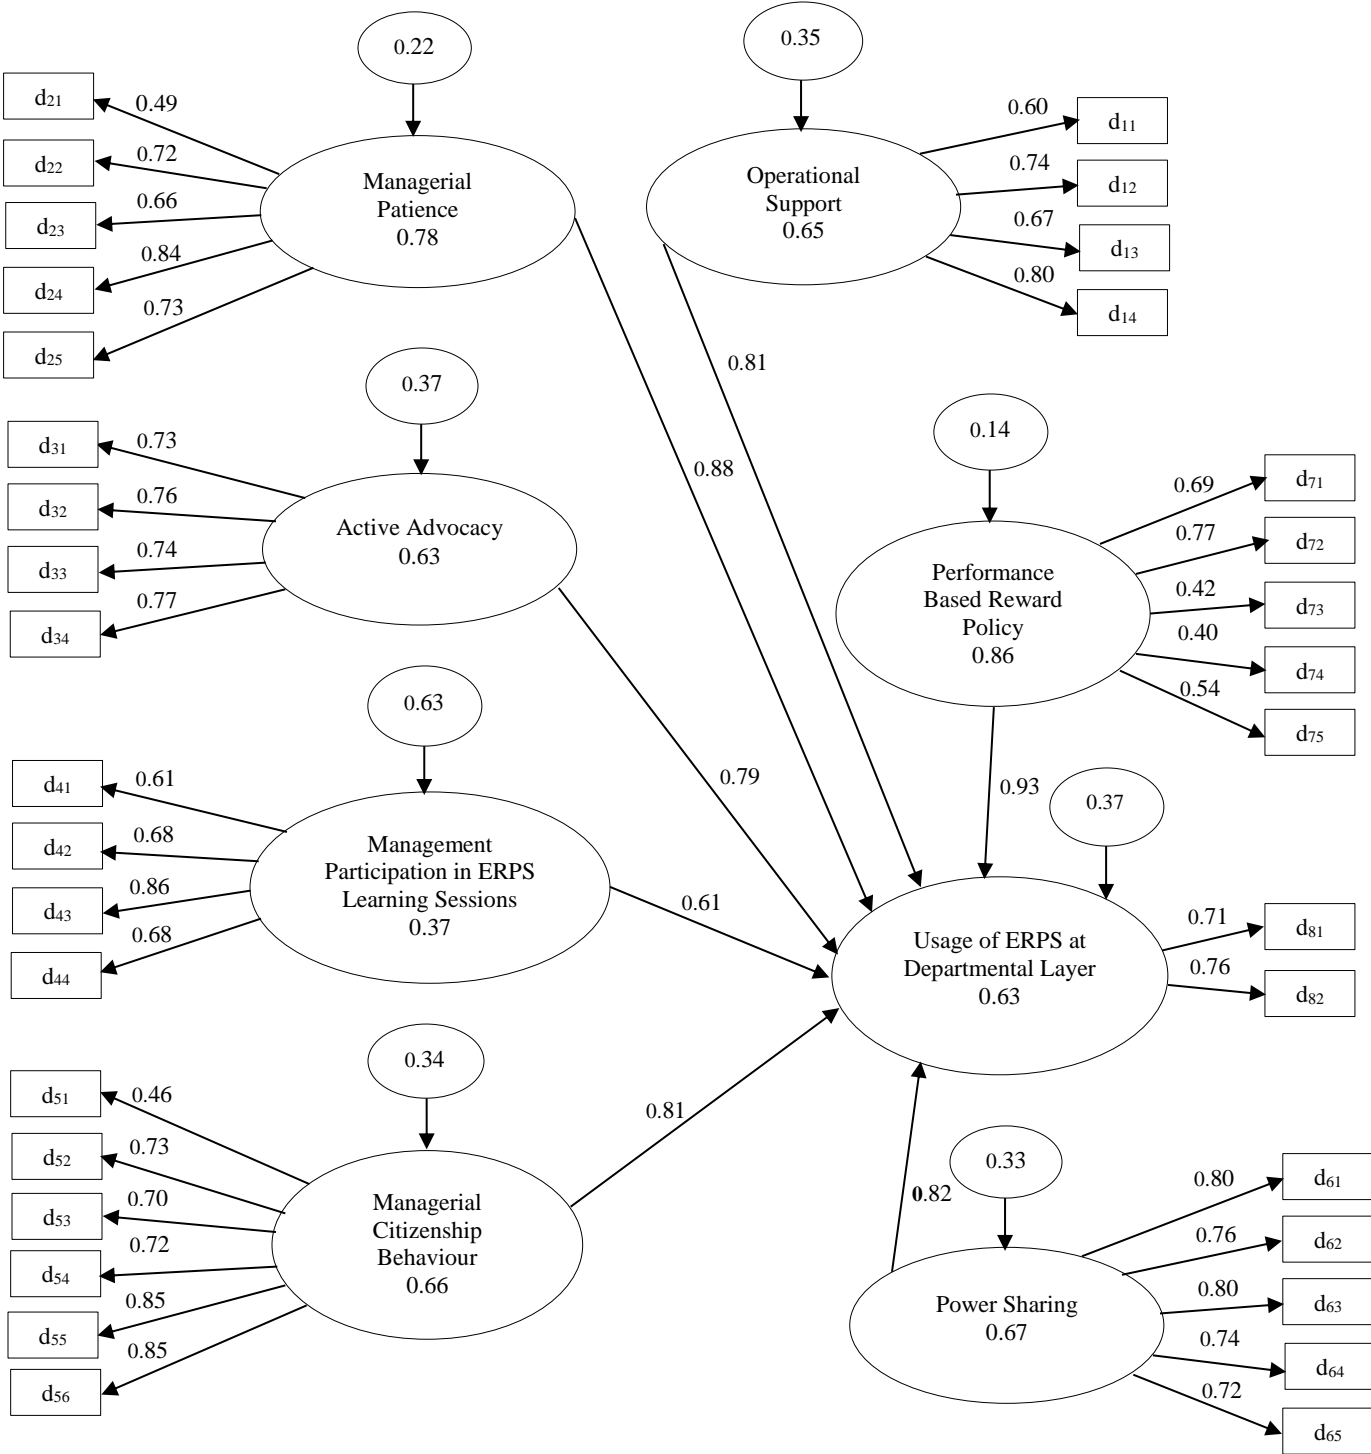 0.22
d21
0.49
d22
0.72
d23
0.66
d24
0.84
d25
0.73
Managerial
Patience
0.78
0.35
Operational
Support
0.65
0.60
d11
0.74
d12
0.67
d13
0.80
d14
0.81
0.88
0.37
d31
0.73
d32
0.76
d33
0.74
d34
0.77
Active Advocacy
0.63
0.79
0.14
Performance
Based Reward
Policy
0.86
0.69
d71
0.77
d72
0.42
d73
0.40
d74
0.54
d75
0.93
0.63
d41
0.61
d42
0.68
d43
0.86
d44
0.68
Management
Participation in ERPS
Learning Sessions
0.37
0.61
0.37
Usage of ERPS at
Departmental Layer
0.63
0.71
d81
0.76
d82
0.34
d51
0.46
d52
0.73
d53
0.70
d54
0.72
d55
0.85
d56
0.85
Managerial
Citizenship
Behaviour
0.66
0.81
0.82
0.33
Power Sharing
0.67
0.80
d61
0.76
d62
0.80
d63
0.74
d64
0.72
d65